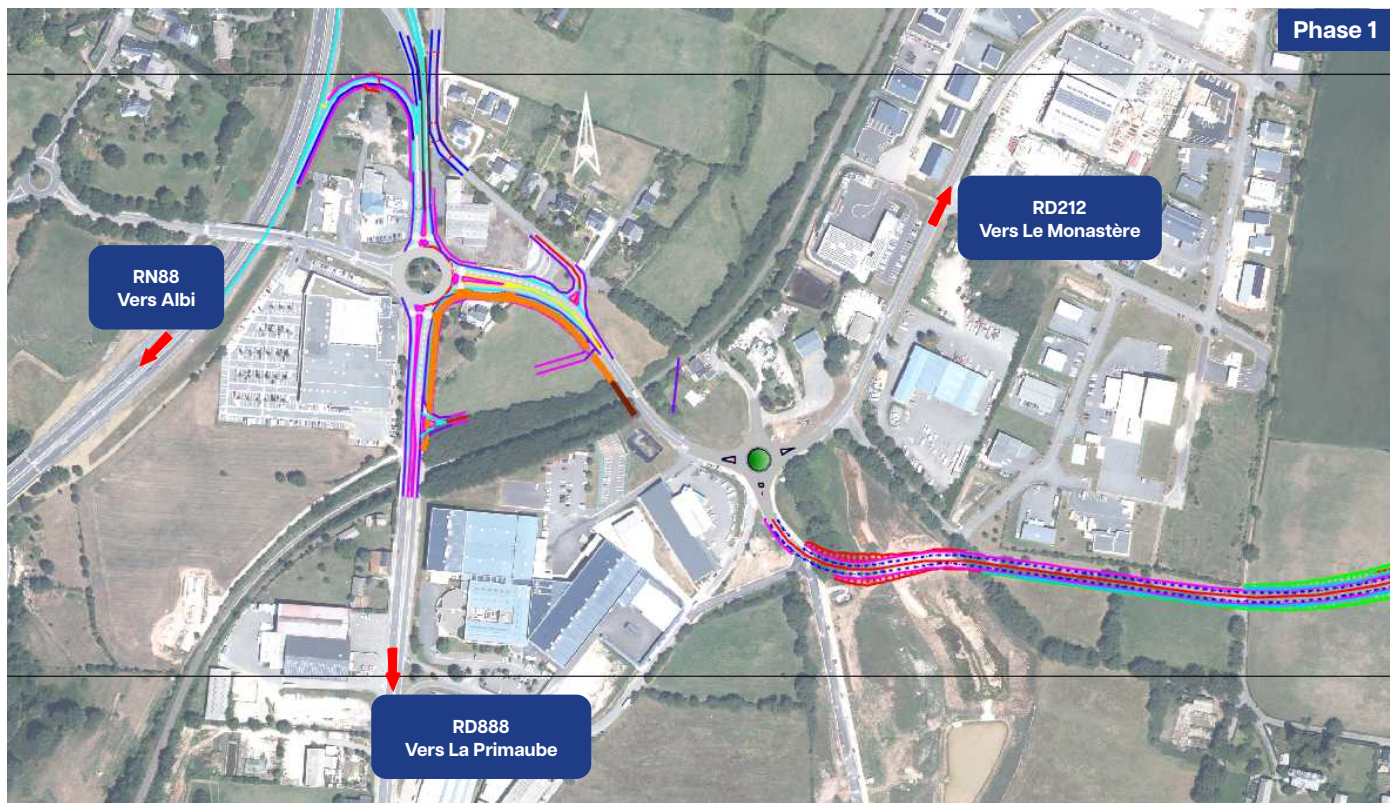 Phase 1
RD212
Vers Le Monastère
RN88
Vers Albi
RD888
Vers La Primaube